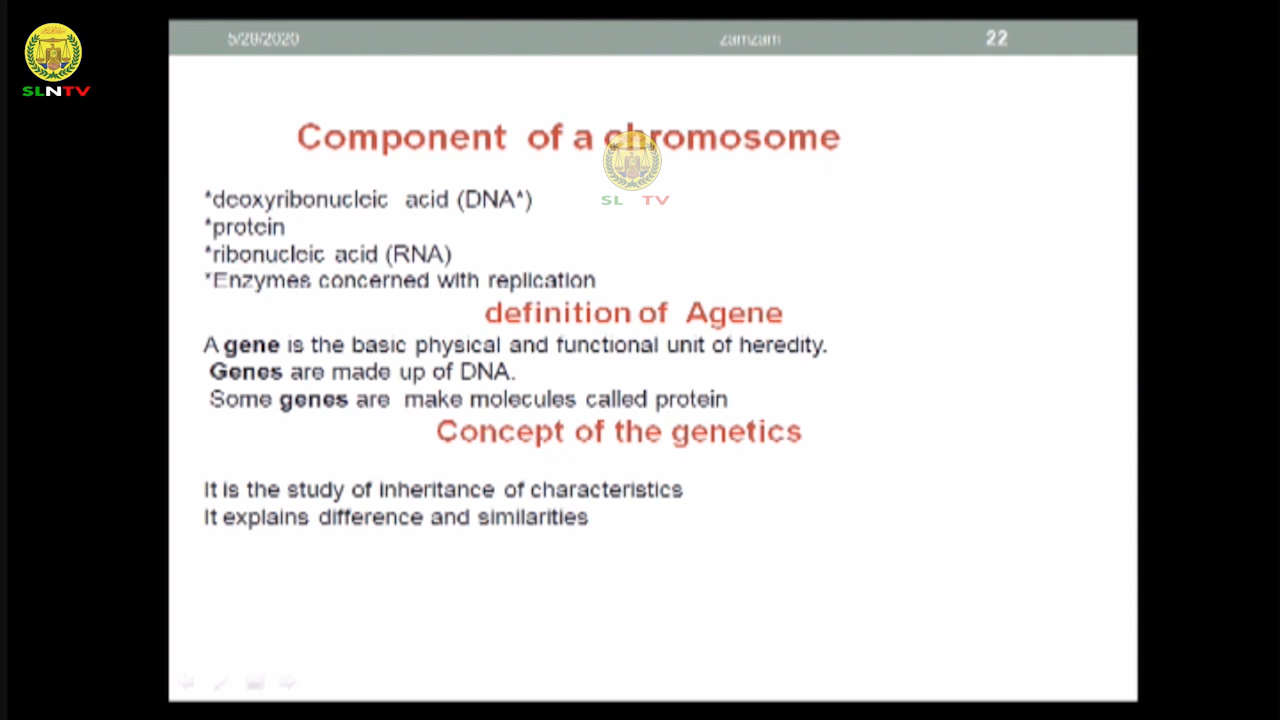 5/28/2020 zamzam 22
SLNTV
Component of a chromosome
SL TV
*deoxyribonucleic acid (DNA*)
*protein
*ribonucleic acid (RNA)
*Enzymes concerned with replication
definition of Agene
A gene is the basic physical and functional unit of heredity.
Genes are made up of DNA.
Some genes are make molecules called protein
Concept of the genetics
It is the study of inheritance of characteristics
It explains difference and similarities